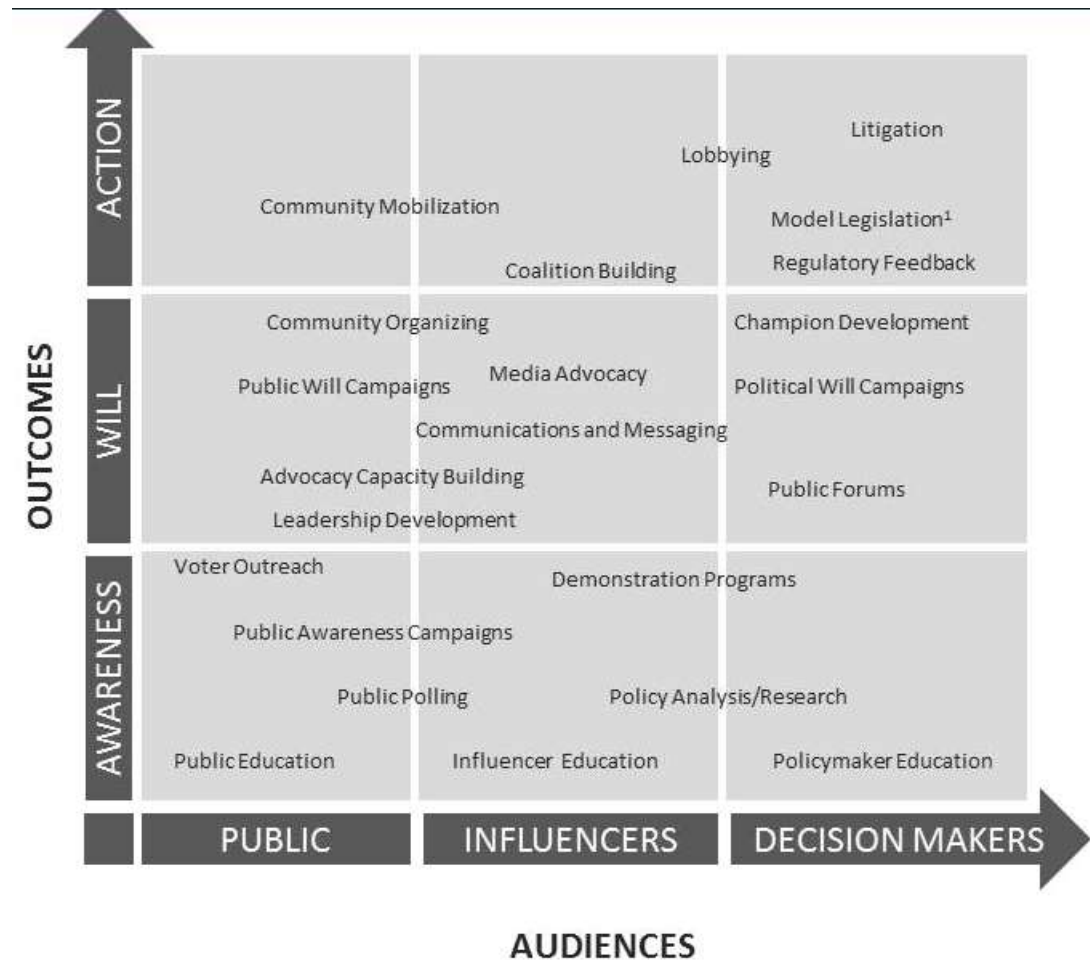 ACTION
Litigation
Lobbying
Community Mobilization
Model Legislation¹
Regulatory Feedback
Coalition Building
OUTCOMES
WILL
Community Organizing
Champion Development
Media Advocacy
Public Will Campaigns
Political Will Campaigns
Communications and Messaging
Advocacy Capacity Building
Public Forums
Leadership Development
AWARENESS
Voter Outreach
Demonstration Programs
Public Awareness Campaigns
Public Polling
Policy Analysis/Research
Public Education
Influencer Education
Policymaker Education
PUBLIC
INFLUENCERS
DECISION MAKERS
AUDIENCES